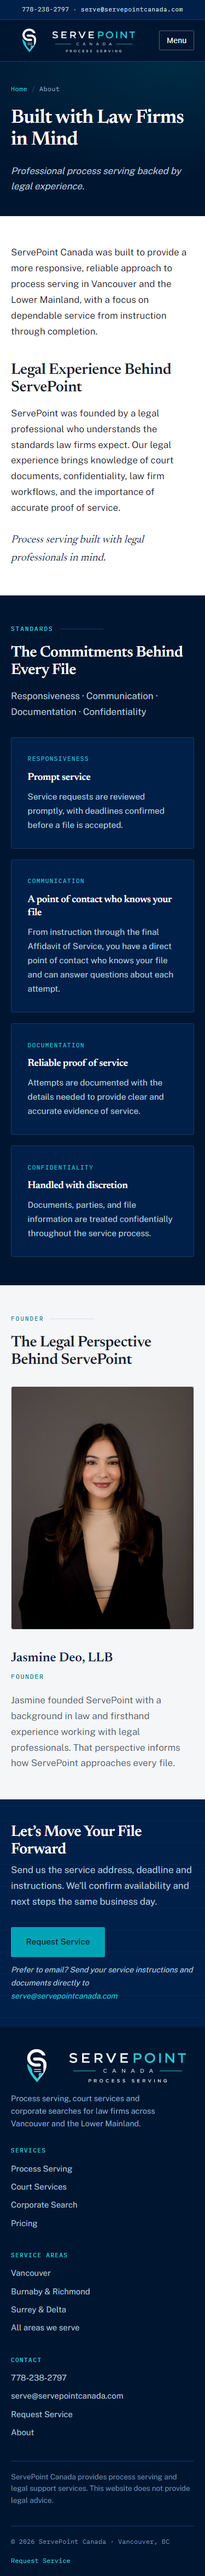 778-238-2797 · serve@servepointcanada.com
SERVEPOINT
CANADA
PROCESS SERVING
Menu
Home / About
Built with Law Firms
in Mind
Professional process serving backed by
legal experience.
ServePoint Canada was built to provide a
more responsive, reliable approach to
process serving in Vancouver and the
Lower Mainland, with a focus on
dependable service from instruction
through completion.
Legal Experience Behind
ServePoint
ServePoint was founded by a legal
professional who understands the
standards law firms expect. Our legal
experience brings knowledge of court
documents, confidentiality, law firm
workflows, and the importance of
accurate proof of service.
Process serving built with legal
professionals in mind.
STANDARDS
The Commitments Behind
Every File
Responsiveness · Communication ·
Documentation · Confidentiality
RESPONSIVENESS
Prompt service
Service requests are reviewed
promptly, with deadlines confirmed
before a file is accepted.
COMMUNICATION
A point of contact who knows your
file
From instruction through the final
Affidavit of Service, you have a direct
point of contact who knows your file
and can answer questions about each
attempt.
DOCUMENTATION
Reliable proof of service
Attempts are documented with the
details needed to provide clear and
accurate evidence of service.
CONFIDENTIALITY
Handled with discretion
Documents, parties, and file
information are treated confidentially
throughout the service process.
FOUNDER
The Legal Perspective
Behind ServePoint
Jasmine Deo, LLB
FOUNDER
Jasmine founded ServePoint with a
background in law and firsthand
experience working with legal
professionals. That perspective informs
how ServePoint approaches every file.
Let's Move Your File
Forward
Send us the service address, deadline and
instructions. We'll confirm availability and
next steps the same business day.
Request Service
Prefer to email? Send your service instructions and
documents directly to
serve@servepointcanada.com
SERVEPOINT
CANADA
PROCESS SERVING
Process serving, court services and
corporate searches for law firms across
Vancouver and the Lower Mainland.
SERVICES
Process Serving
Court Services
Corporate Search
Pricing
SERVICE AREAS
Vancouver
Burnaby & Richmond
Surrey & Delta
All areas we serve
CONTACT
778-238-2797
serve@servepointcanada.com
Request Service
About
ServePoint Canada provides process serving and
legal support services. This website does not provide
legal advice.
© 2026 ServePoint Canada · Vancouver, BC
Request Service